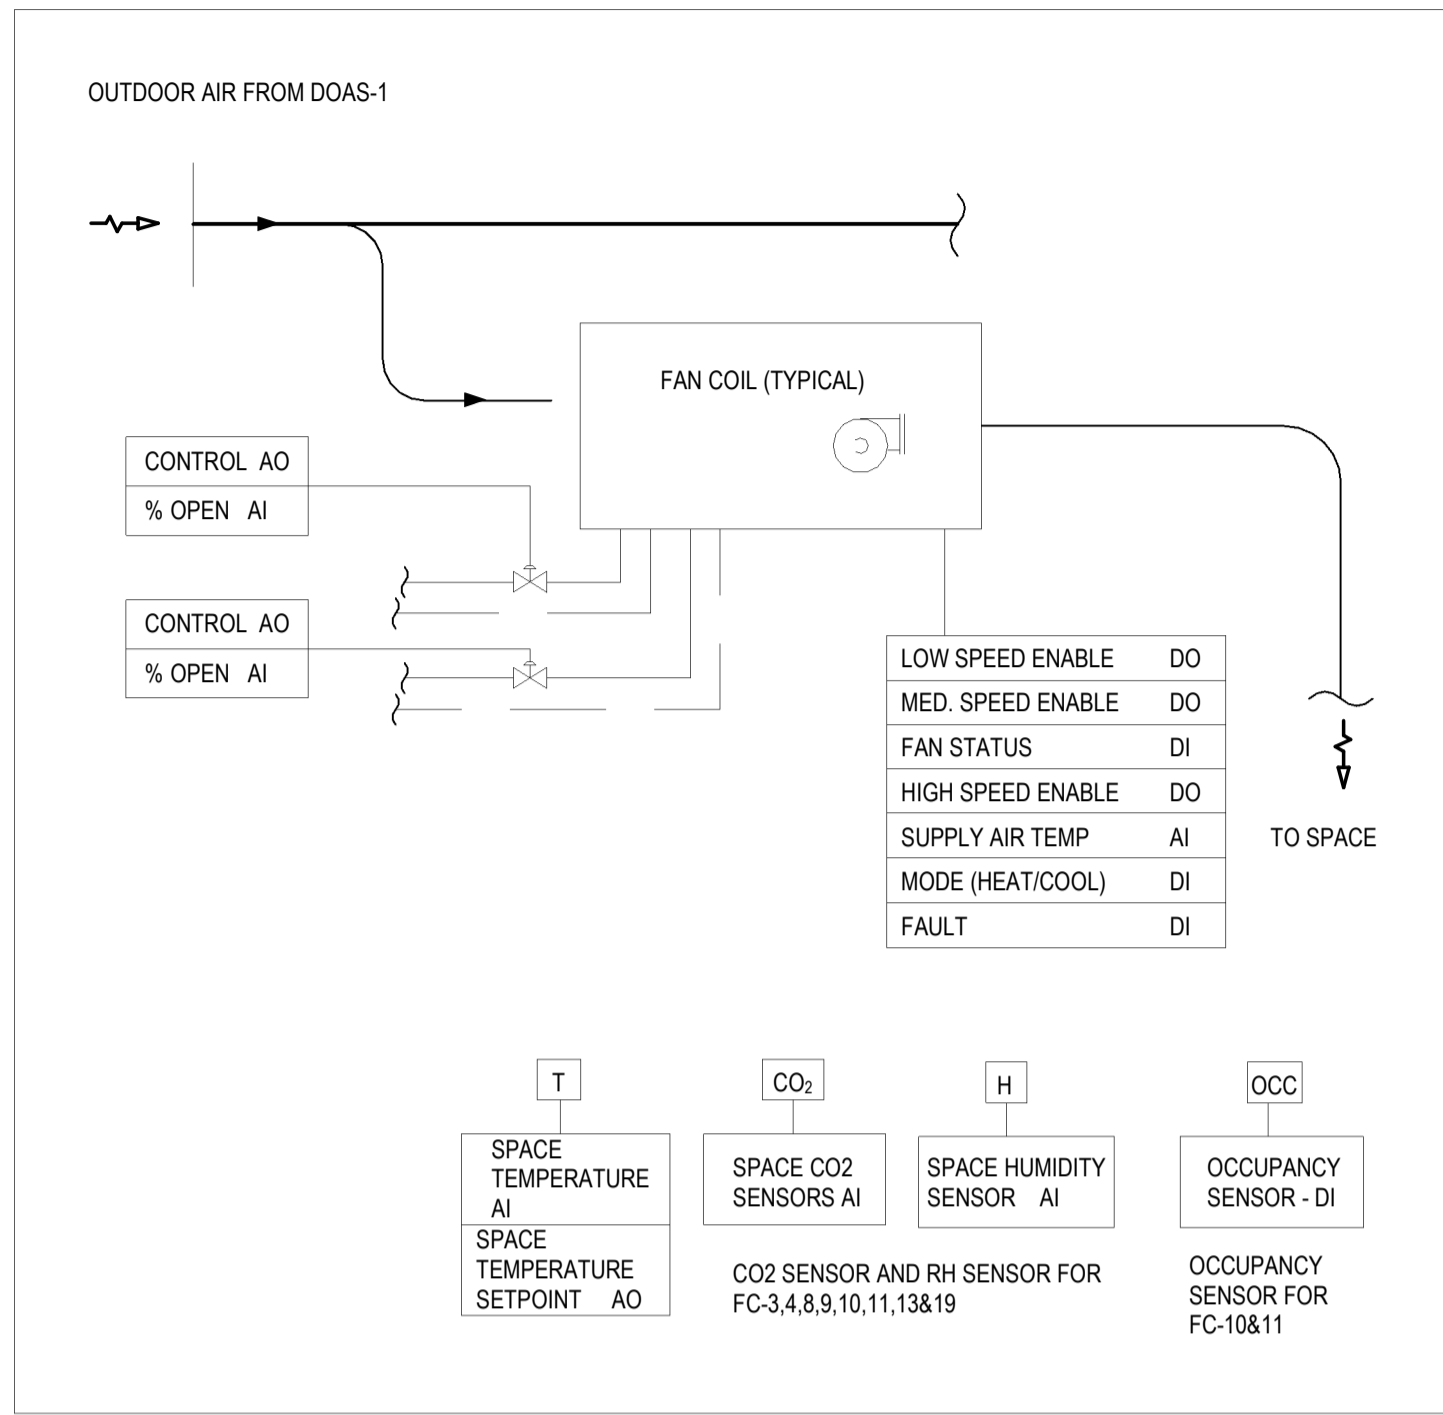 OUTDOOR AIR FROM DOAS-1
FAN COIL (TYPICAL)
CONTROL AO
% OPEN AI
CONTROL AO
% OPEN AI
LOW SPEED ENABLE DO
MED. SPEED ENABLE DO
FAN STATUS DI
HIGH SPEED ENABLE DO
SUPPLY AIR TEMP AI
MODE (HEAT/COOL) DI
FAULT DI
TO SPACE
T
SPACE
TEMPERATURE
AI
SPACE
TEMPERATURE
SETPOINT AO
CO₂
SPACE CO2
SENSORS AI
H
SPACE HUMIDITY
SENSOR AI
CO2 SENSOR AND RH SENSOR FOR
FC-3,4,8,9,10,11,13&19
OCC
OCCUPANCY
SENSOR - DI
OCCUPANCY
SENSOR FOR
FC-10&11